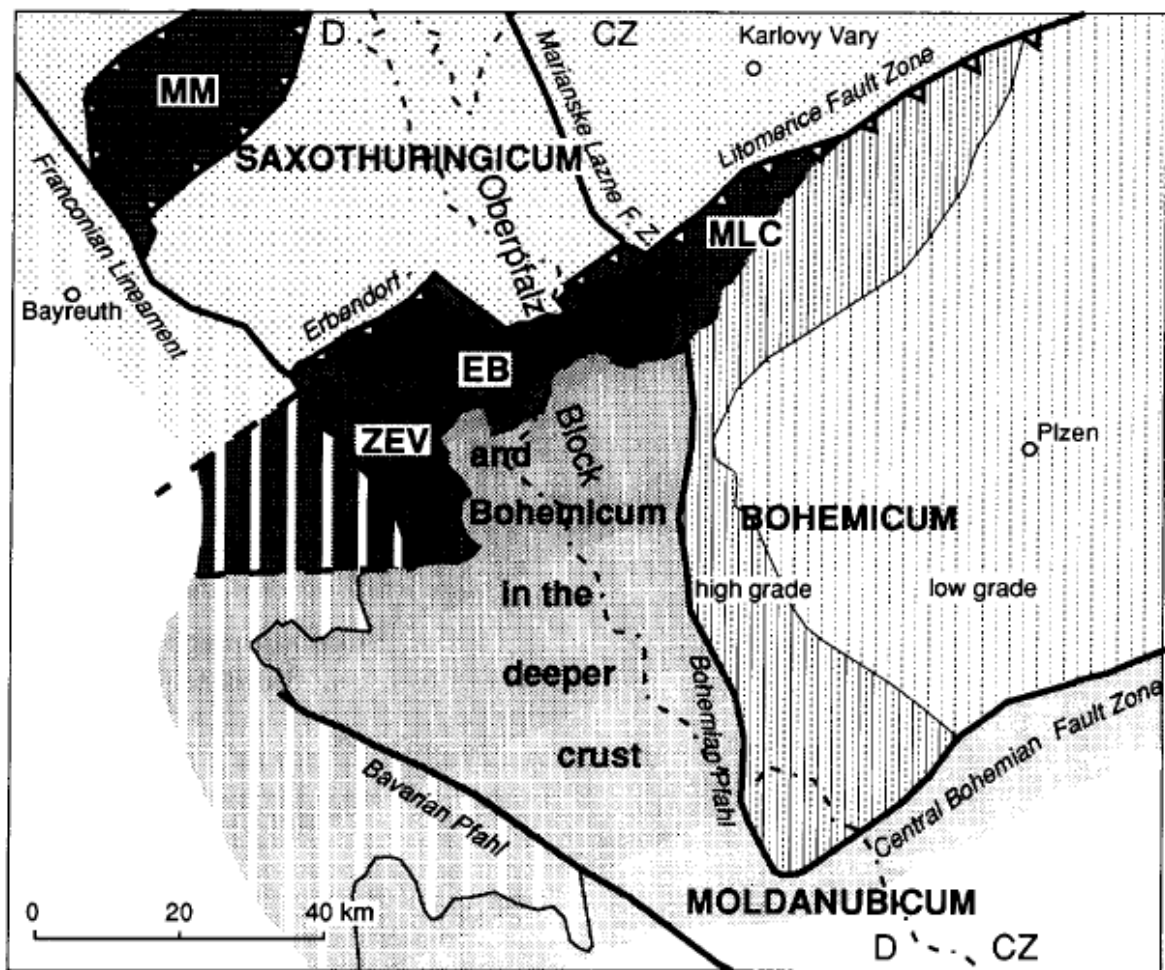 D
CZ
Karlovy Vary
MM
Marianske Lazne F. Z.
Litomerice Fault Zone
SAXOTHURINGICUM
Franconian Lineament
Oberpfalz
MLC
Bayreuth
Erbendorf
EB
Block
ZEV
and
Plzen
Bohemicum
BOHEMICUM
high grade
low grade
in the
deeper
crust
Bohemian Pfahl
Bavarian Pfahl
Central Bohemian Fault Zone
MOLDANUBICUM
0 20 40 km
D
CZ